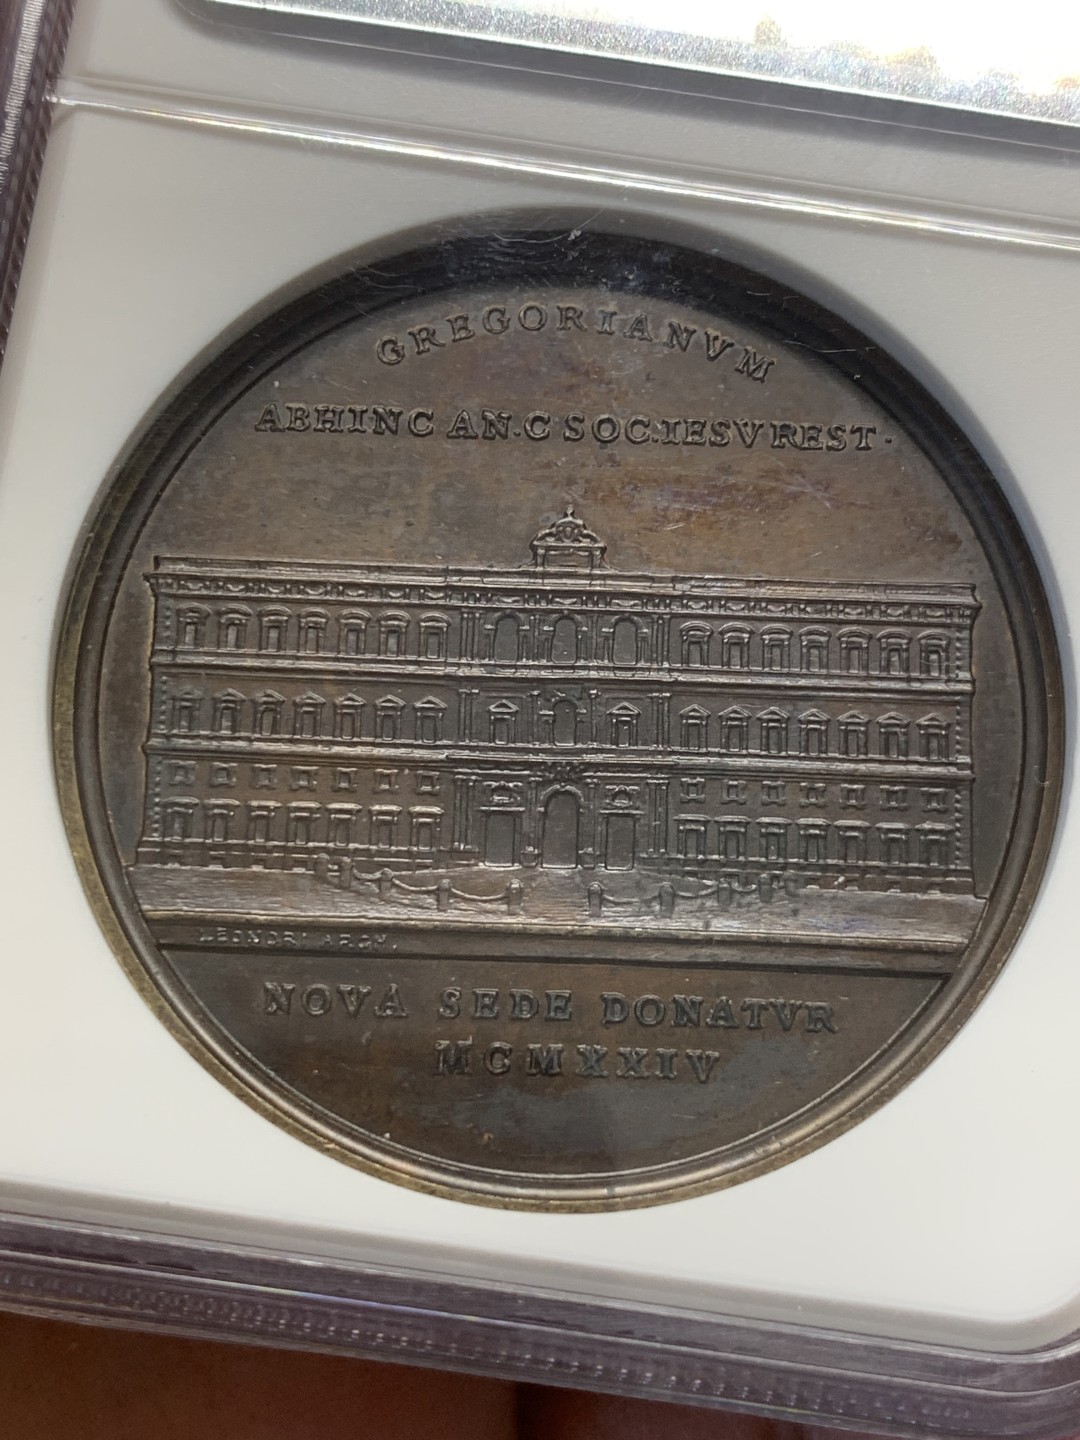 GREGORIANVM
ABHINC AN.C SOC.IESV REST.
LEONORI ARCH.
NOVA SEDE DONATVR
MCMXXIV